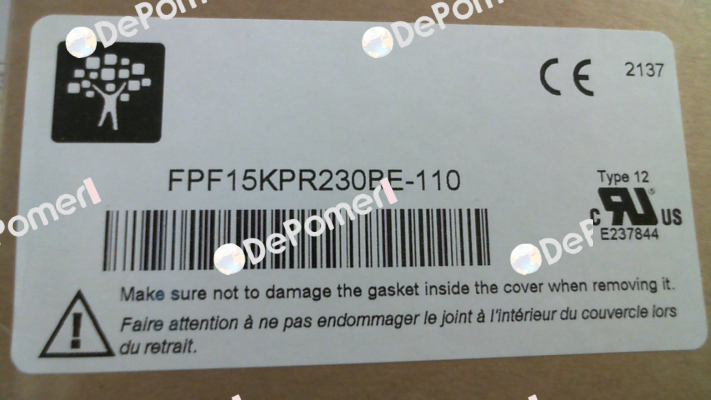 DePomerl
DePomerl
CE
2137
FPF15KPR230BE-110
Type 12
c RU US
E237844
DePomerl
DePomerl
DePomerl
Make sure not to damage the gasket inside the cover when removing it.
Faire attention à ne pas endommager le joint à l'intérieur du couvercle lors
du retrait.